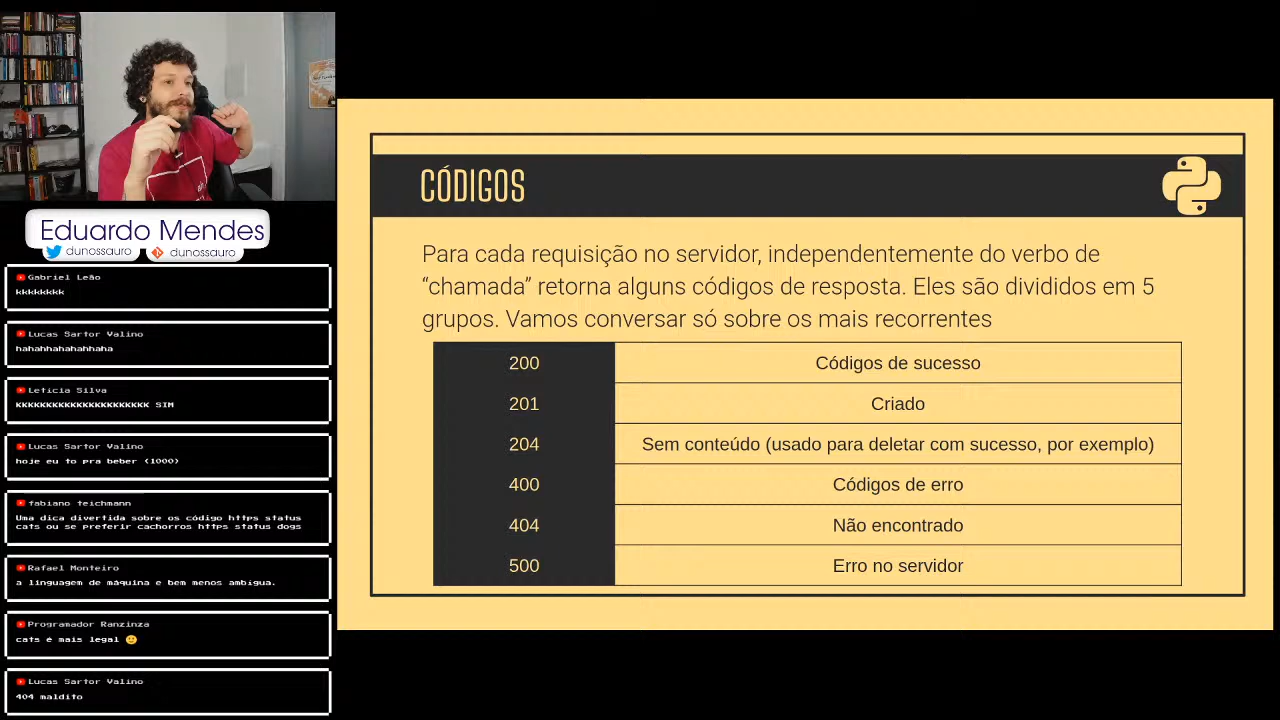 Eduardo Mendes
dunossauro
dunossauro
Gabriel Leão
kkkkkkkk
Lucas Sartor Valino
hahahhahahahhaha
Letícia Silva
KKKKKKKKKKKKKKKKKKKKKK SIM
Lucas Sartor Valino
hoje eu to pra beber (1000)
fabiano teichmann
Uma dica divertida sobre os código https status
cats ou se preferir cachorros https status dogs
Rafael Monteiro
a linguagem de máquina e bem menos ambígua.
Programador Ranzinza
cats é mais legal 🙂
Lucas Sartor Valino
404 maldito
CÓDIGOS
Para cada requisição no servidor, independentemente do verbo de
“chamada” retorna alguns códigos de resposta. Eles são divididos em 5
grupos. Vamos conversar só sobre os mais recorrentes
200 Códigos de sucesso
201 Criado
204 Sem conteúdo (usado para deletar com sucesso, por exemplo)
400 Códigos de erro
404 Não encontrado
500 Erro no servidor